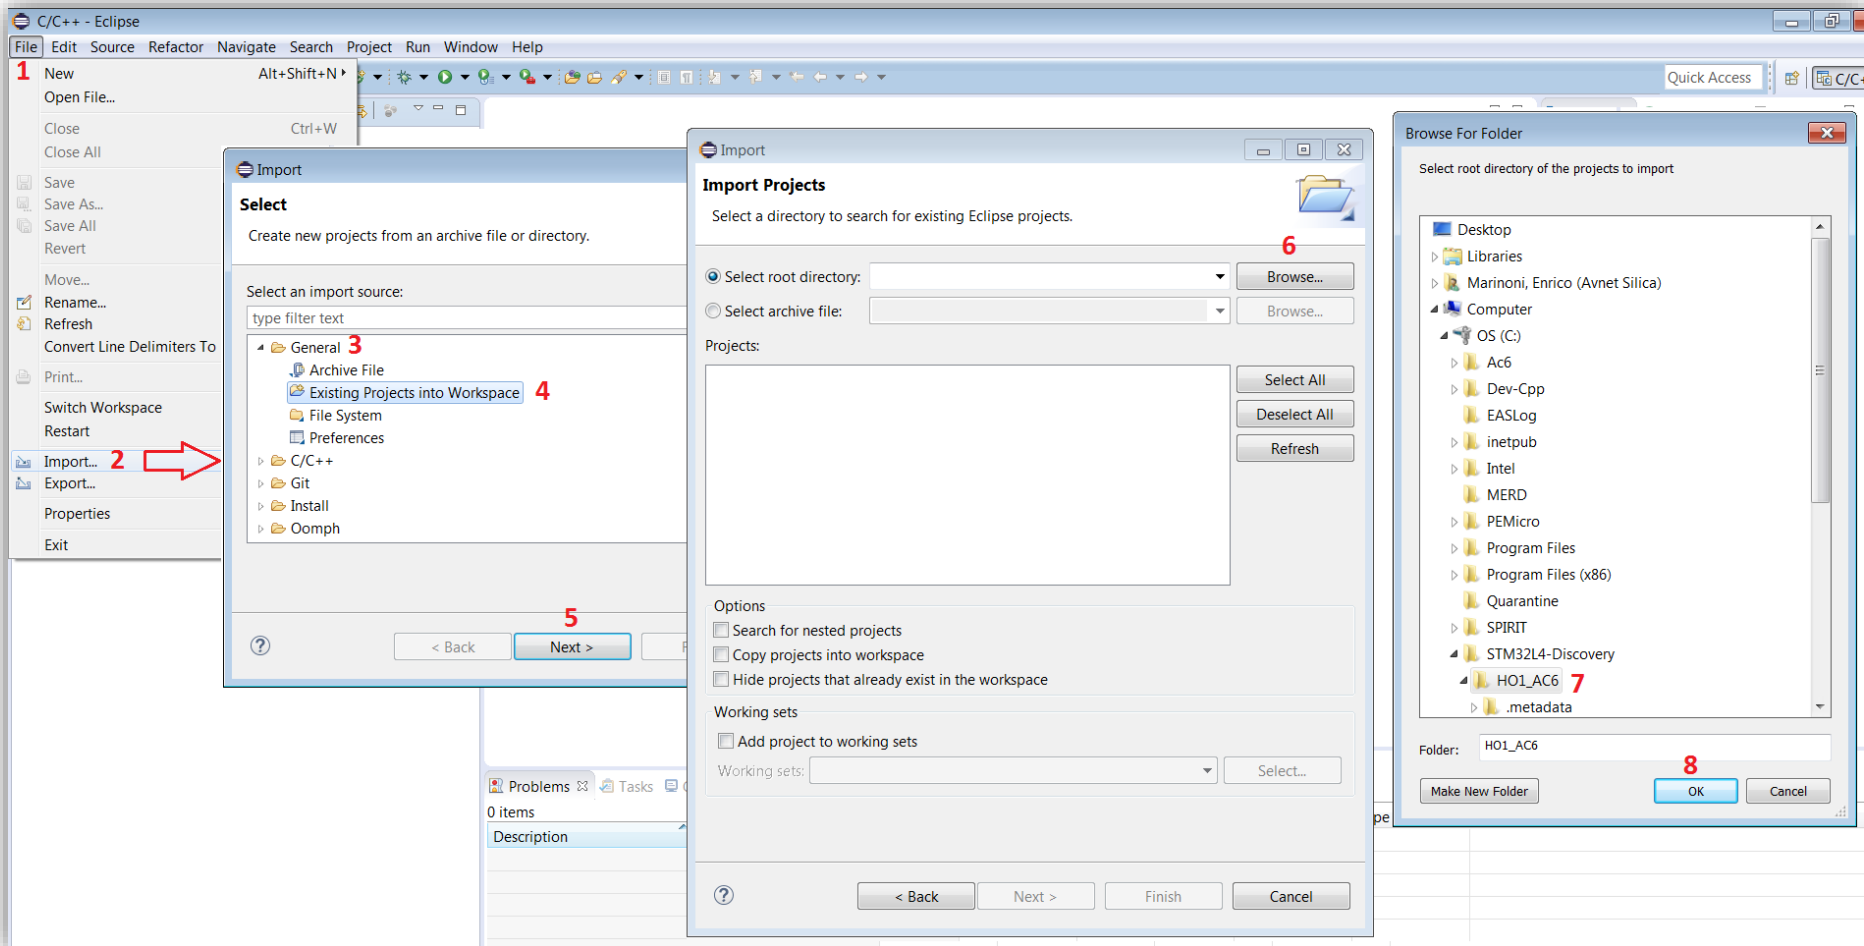 C/C++ - Eclipse
File Edit Source Refactor Navigate Search Project Run Window Help
1
New Alt+Shift+N
Open File...
Close Ctrl+W
Close All
Save
Save As...
Save All
Revert
Move...
Rename...
Refresh
Convert Line Delimiters To
Print...
Switch Workspace
Restart
Import... 2
Export...
Properties
Exit
Quick Access
C/C+
Import
Select
Create new projects from an archive file or directory.
Select an import source:
type filter text
General 3
Archive File
Existing Projects into Workspace 4
File System
Preferences
C/C++
Git
Install
Oomph
5
? < Back Next >
Problems Tasks
0 items
Description
Import
Import Projects
Select a directory to search for existing Eclipse projects.
6
Select root directory: Browse...
Select archive file: Browse...
Projects:
Select All
Deselect All
Refresh
Options
Search for nested projects
Copy projects into workspace
Hide projects that already exist in the workspace
Working sets
Add project to working sets
Working sets: Select...
? < Back Next > Finish Cancel
Browse For Folder
Select root directory of the projects to import
Desktop
Libraries
Marinoni, Enrico (Avnet Silica)
Computer
OS (C:)
Ac6
Dev-Cpp
EASLog
inetpub
Intel
MERD
PEMicro
Program Files
Program Files (x86)
Quarantine
SPIRIT
STM32L4-Discovery
HO1_AC6 7
.metadata
Folder: HO1_AC6
8
Make New Folder OK Cancel
pe